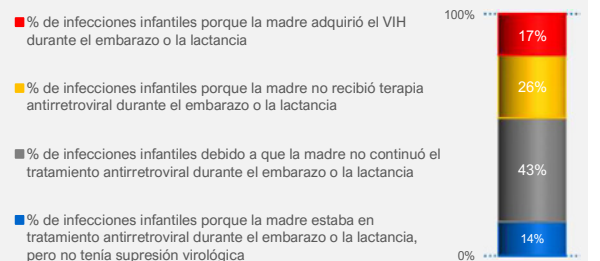 % de infecciones infantiles porque la madre adquirió el VIH
durante el embarazo o la lactancia
% de infecciones infantiles porque la madre no recibió terapia
antirretroviral durante el embarazo o la lactancia
% de infecciones infantiles debido a que la madre no continuó el
tratamiento antirretroviral durante el embarazo o la lactancia
% de infecciones infantiles porque la madre estaba en
tratamiento antirretroviral durante el embarazo o la lactancia,
pero no tenía supresión virológica
100%
17%
26%
43%
14%
0%